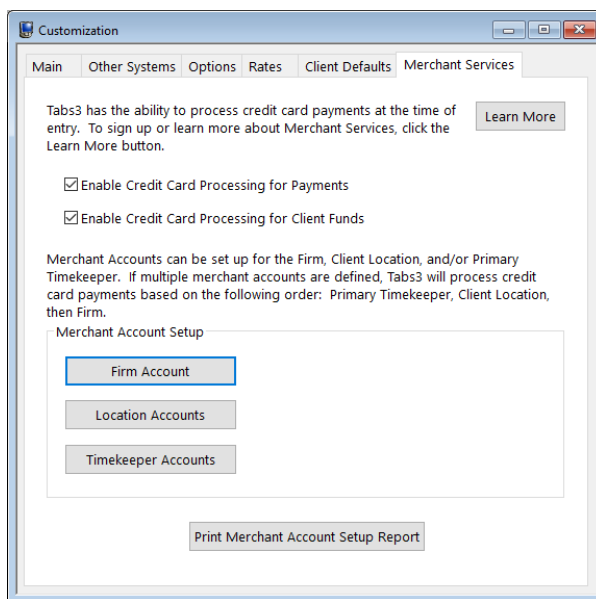 Customization
Main Other Systems Options Rates Client Defaults Merchant Services
Tabs3 has the ability to process credit card payments at the time of
entry. To sign up or learn more about Merchant Services, click the
Learn More button.
Learn More
Enable Credit Card Processing for Payments
Enable Credit Card Processing for Client Funds
Merchant Accounts can be set up for the Firm, Client Location, and/or Primary
Timekeeper. If multiple merchant accounts are defined, Tabs3 will process credit
card payments based on the following order: Primary Timekeeper, Client Location,
then Firm.
Merchant Account Setup
Firm Account
Location Accounts
Timekeeper Accounts
Print Merchant Account Setup Report